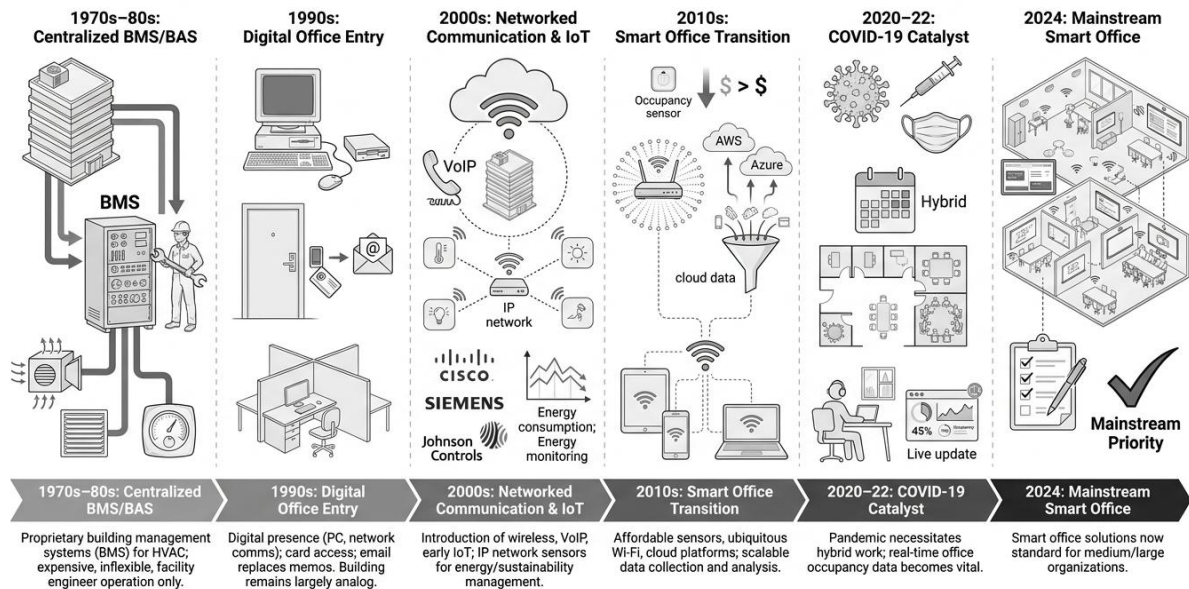 1970s–80s:
Centralized BMS/BAS
1990s:
Digital Office Entry
2000s: Networked
Communication & IoT
2010s:
Smart Office Transition
2020–22:
COVID-19
Catalyst
2024: Mainstream
Smart Office
BMS
@
VoIP
IP
network
CISCO
SIEMENS
Johnson
Controls
Energy
consumption;
Energy
monitoring
Occupancy
sensor
$ > $
AWS
Azure
cloud data
Hybrid
45%
Occupancy
Live update
Mainstream
Priority
1970s–80s: Centralized
BMS/BAS
1990s: Digital
Office Entry
2000s: Networked
Communication & IoT
2010s: Smart Office
Transition
2020–22: COVID-19
Catalyst
2024: Mainstream
Smart Office
Proprietary building management
systems (BMS) for HVAC;
expensive, inflexible, facility
engineer operation only.
Digital presence (PC, network
comms); card access; email
replaces memos. Building
remains largely analog.
Introduction of wireless, VoIP,
early IoT; IP network sensors
for energy/sustainability
management.
Affordable sensors, ubiquitous
Wi-Fi, cloud platforms; scalable
data collection and analysis.
Pandemic necessitates
hybrid work; real-time office
occupancy data becomes vital.
Smart office solutions now
standard for medium/large
organizations.